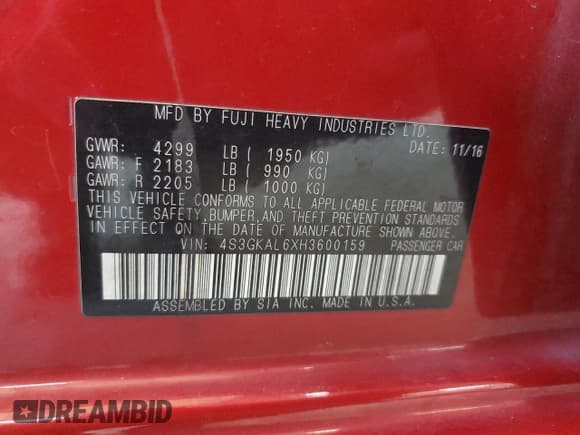 MFD BY FUJI HEAVY INDUSTRIES LTD.
GVWR: 4299 LB ( 1950 KG) DATE: 11/16
GAWR: F 2183 LB ( 990 KG)
GAWR: R 2205 LB ( 1000 KG)
THIS VEHICLE CONFORMS TO ALL APPLICABLE FEDERAL MOTOR
VEHICLE SAFETY, BUMPER, AND THEFT PREVENTION STANDARDS
IN EFFECT ON THE DATE OF MANUFACTURE SHOWN ABOVE.
VIN: 4S3GKAL6XH3600159 PASSENGER CAR
ASSEMBLED BY SIA INC. MADE IN U.S.A.
DREAMBID